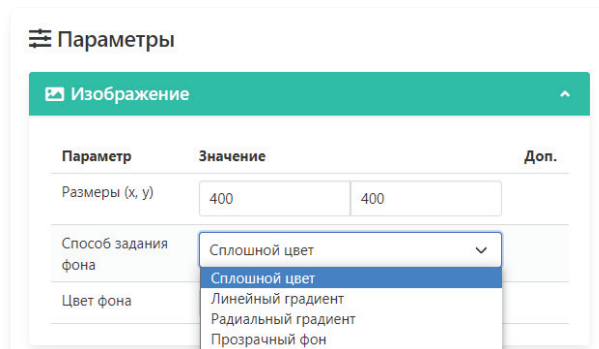 Параметры
Изображение
Параметр Значение Доп.
Размеры (x, y) 400 400
Способ задания
фона
Сплошной цвет
Сплошной цвет
Линейный градиент
Цвет фона
Радиальный градиент
Прозрачный фон